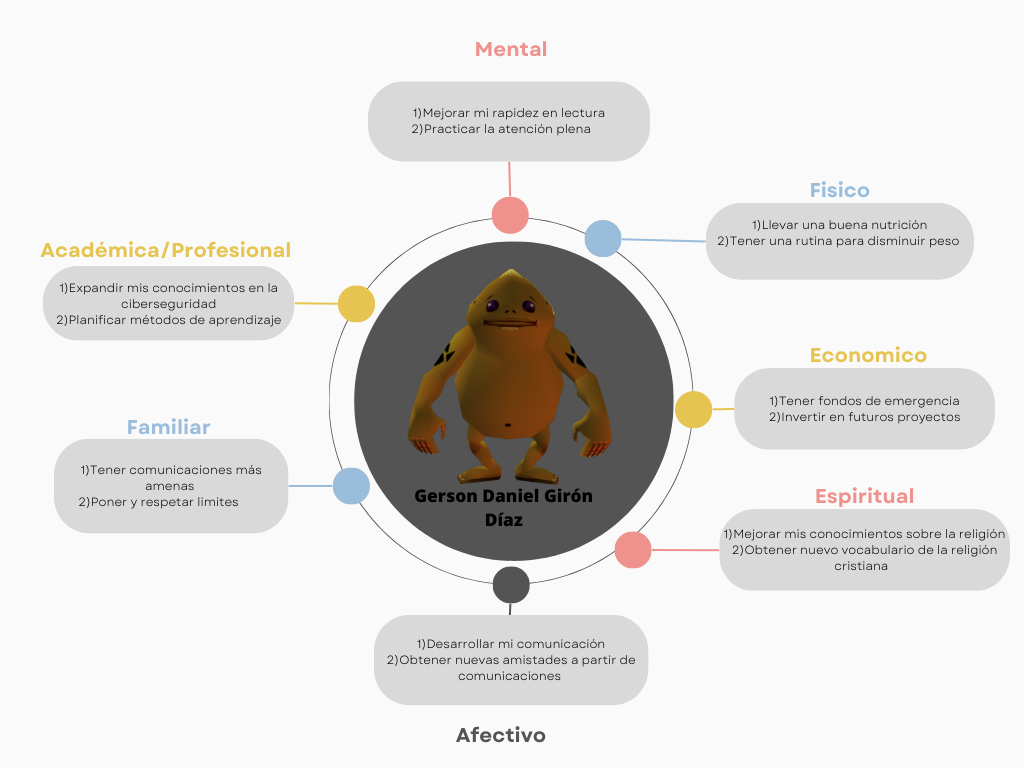 Mental
1)Mejorar mi rapidez en lectura
2)Practicar la atención plena
Fisico
1)Llevar una buena nutrición
2)Tener una rutina para disminuir peso
Académica/Profesional
1)Expandir mis conocimientos en la
ciberseguridad
2)Planificar métodos de aprendizaje
Economico
1)Tener fondos de emergencia
2)Invertir en futuros proyectos
Familiar
1)Tener comunicaciones más
amenas
2)Poner y respetar limites
Gerson Daniel Girón
Díaz
Espiritual
1)Mejorar mis conocimientos sobre la religión
2)Obtener nuevo vocabulario de la religión
cristiana
1)Desarrollar mi comunicación
2)Obtener nuevas amistades a partir de
comunicaciones
Afectivo